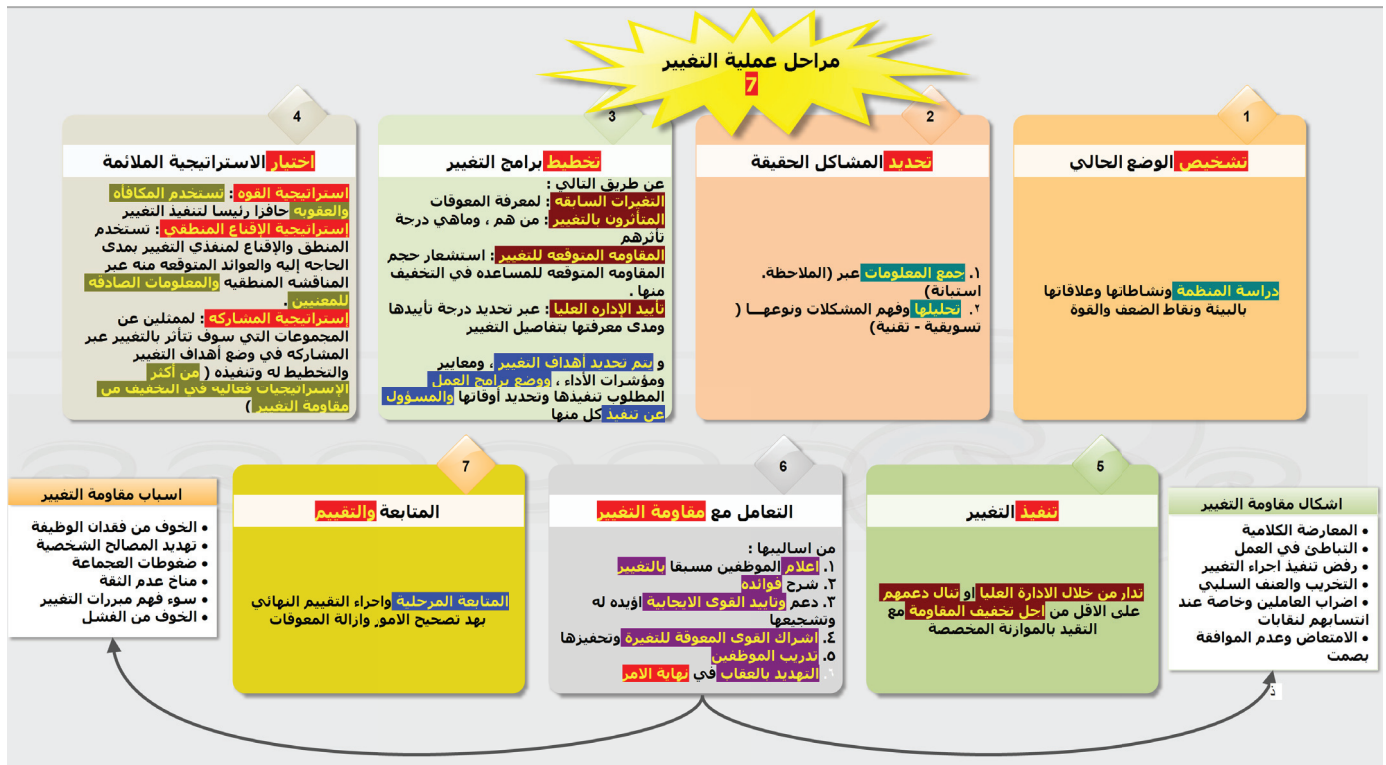 مراحل عملية التغيير
7
1
تشخيص الوضع الحالي
دراسة المنظمة ونشاطاتها وعلاقاتها
بالبيئة ونقاط الضعف والقوة
2
تحديد المشاكل الحقيقة
١. جمع المعلومات عبر (الملاحظة.
استبانة)
٢. تحليلها وفهم المشكلات ونوعهــا (
تسويقية - تقنية)
3
تخطيط برامج التغيير
عن طريق التالي :
التغيرات السابقه : لمعرفة المعوقات
المتأثرون بالتغيير : من هم ، وماهي درجة
تأثرهم
المقاومه المتوقعه للتغيير : استشعار حجم
المقاومه المتوقعه للمساعده في التخفيف
منها .
تأييد الإداره العليا : عبر تحديد درجة تأييدها
ومدى معرفتها بتفاصيل التغيير
و يتم تحديد أهداف التغيير ، ومعايير
ومؤشرات الأداء ، ووضع برامج العمل
المطلوب تنفيذها وتحديد أوقاتها والمسؤول
عن تنفيذ كل منها
4
اختيار الاستراتيجية الملائمة
استراتيجية القوه : تستخدم المكافأه
والعقوبه حافزا رئيسا لتنفيذ التغيير
إستراتيجية الإقناع المنطقي : تستخدم
المنطق والإقناع لمنفذي التغيير بمدى
الحاجه إليه والعوائد المتوقعه منه عبر
المناقشه المنطقيه والمعلومات الصادقه
للمعنيين .
إستراتيجية المشاركه : لممثلين عن
المجموعات التي سوف تتأثر بالتغيير عبر
المشاركه في وضع أهداف التغيير
والتخطيط له وتنفيذه ( من أكثر
الإستراتيجيات فعاليه في التخفيف من
مقاومة التغيير )
اشكال مقاومة التغيير
• المعارضة الكلامية
• التباطئ في العمل
• رفض تنفيذ اجراء التغيير
• التخريب والعنف السلبي
• اضراب العاملين وخاصة عند
انتسابهم لنقابات
• الامتعاض وعدم الموافقة
بصمت
ذ
5
تنفيذ التغيير
تدار من خلال الادارة العليا او تنال دعمهم
على الاقل من اجل تخفيف المقاومة مع
التقيد بالموازنة المخصصة
6
التعامل مع مقاومة التغيير
من اساليبها :
١. اعلام الموظفين مسبقا بالتغيير
٢. شرح فوائده
٣. دعم وتأييد القوى الايجابية اؤيده له
وتشجيعها
٤. اشراك القوى المعوقة للتغيرة وتحفيزها
٥. تدريب الموظفين
٦. التهديد بالعقاب في نهاية الامر
7
المتابعة والتقييم
المتابعة المرحلية واجراء التقييم النهائي
بهد تصحيح الامور وازالة المعوقات
اسباب مقاومة التغيير
• الخوف من فقدان الوظيفة
• تهديد المصالح الشخصية
• ضغوطات العجماعة
• مناخ عدم الثقة
• سوء فهم مبررات التغيير
• الخوف من الفشل